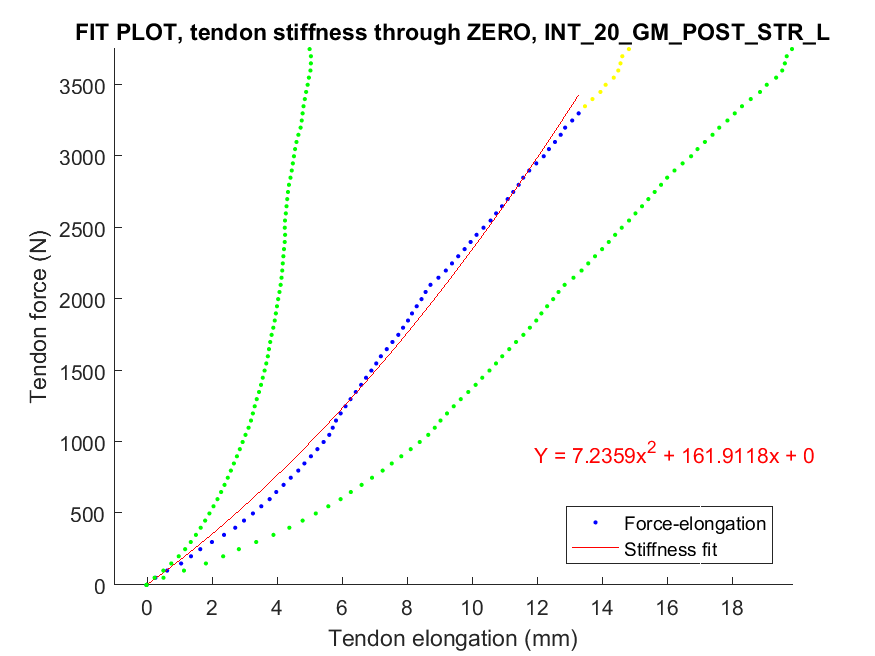 FIT PLOT, tendon stiffness through ZERO, INT_20_GM_POST_STR_L
Tendon force (N)
3500
3000
2500
2000
1500
1000
500
0
Y = 7.2359x² + 161.9118x + 0
Force-elongation
Stiffness fit
0 2 4 6 8 10 12 14 16 18
Tendon elongation (mm)